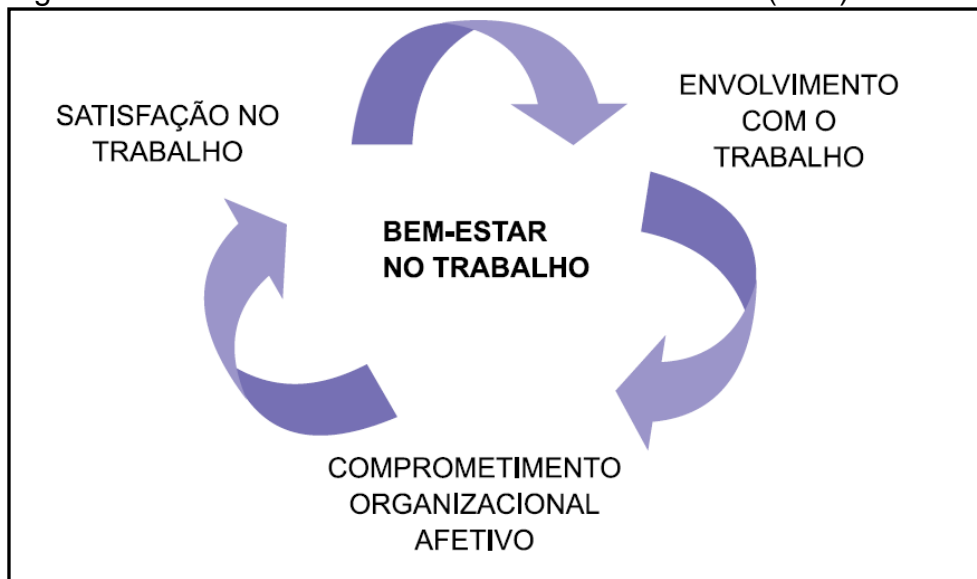 SATISFAÇÃO NO
TRABALHO
ENVOLVIMENTO
COM O
TRABALHO
BEM-ESTAR
NO TRABALHO
COMPROMETIMENTO
ORGANIZACIONAL
AFETIVO